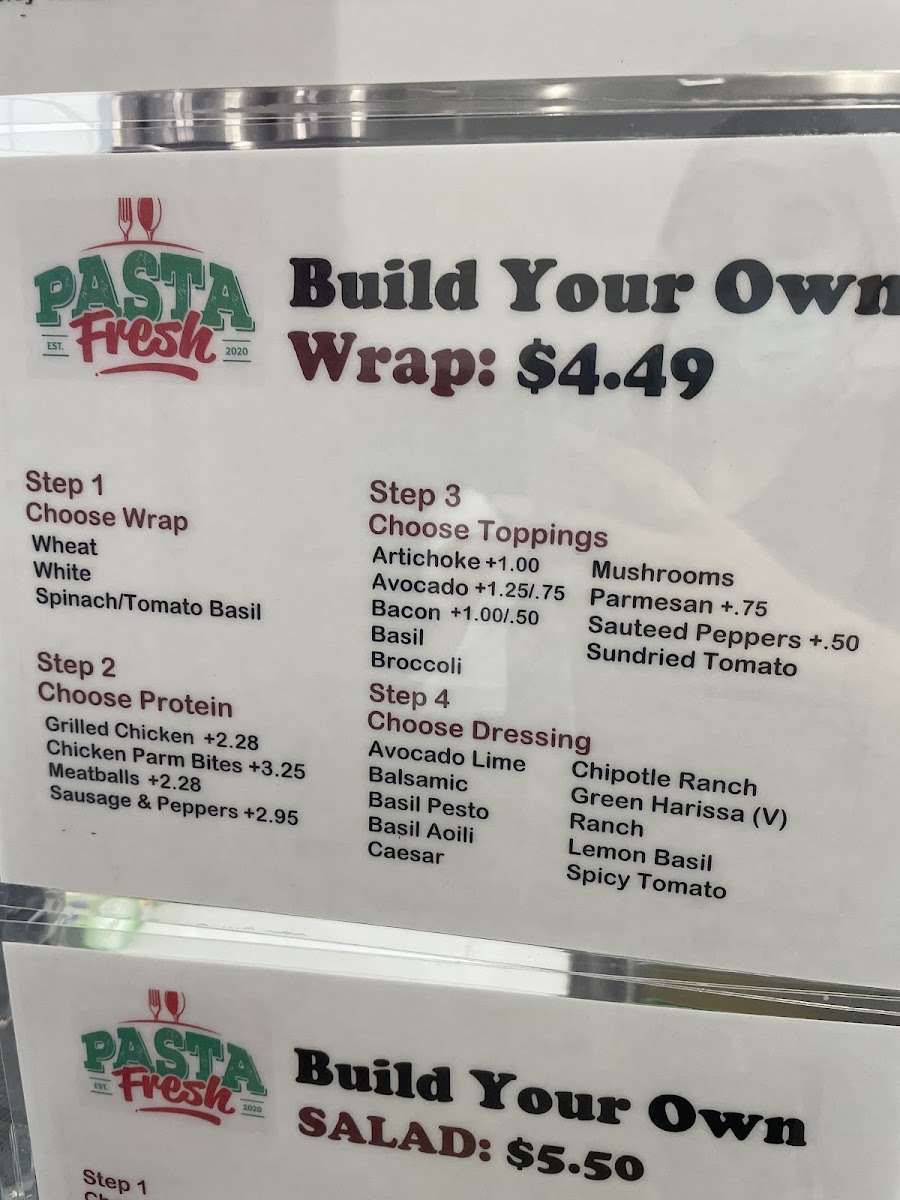 PASTA
Fresh
EST.
2020
Build Your Own
Wrap: $4.49
Step 1
Choose Wrap
Wheat
White
Spinach/Tomato Basil
Step 2
Choose Protein
Grilled Chicken +2.28
Chicken Parm Bites +3.25
Meatballs +2.28
Sausage & Peppers +2.95
Step 3
Choose Toppings
Artichoke +1.00
Avocado +1.25/.75
Bacon +1.00/.50
Basil
Broccoli
Mushrooms
Parmesan +.75
Sauteed Peppers +.50
Sundried Tomato
Step 4
Choose Dressing
Avocado Lime
Balsamic
Basil Pesto
Basil Aoili
Caesar
Chipotle Ranch
Green Harissa (V)
Ranch
Lemon Basil
Spicy Tomato
PASTA
Fresh
EST.
2020
Build Your Own
SALAD: $5.50
Step 1